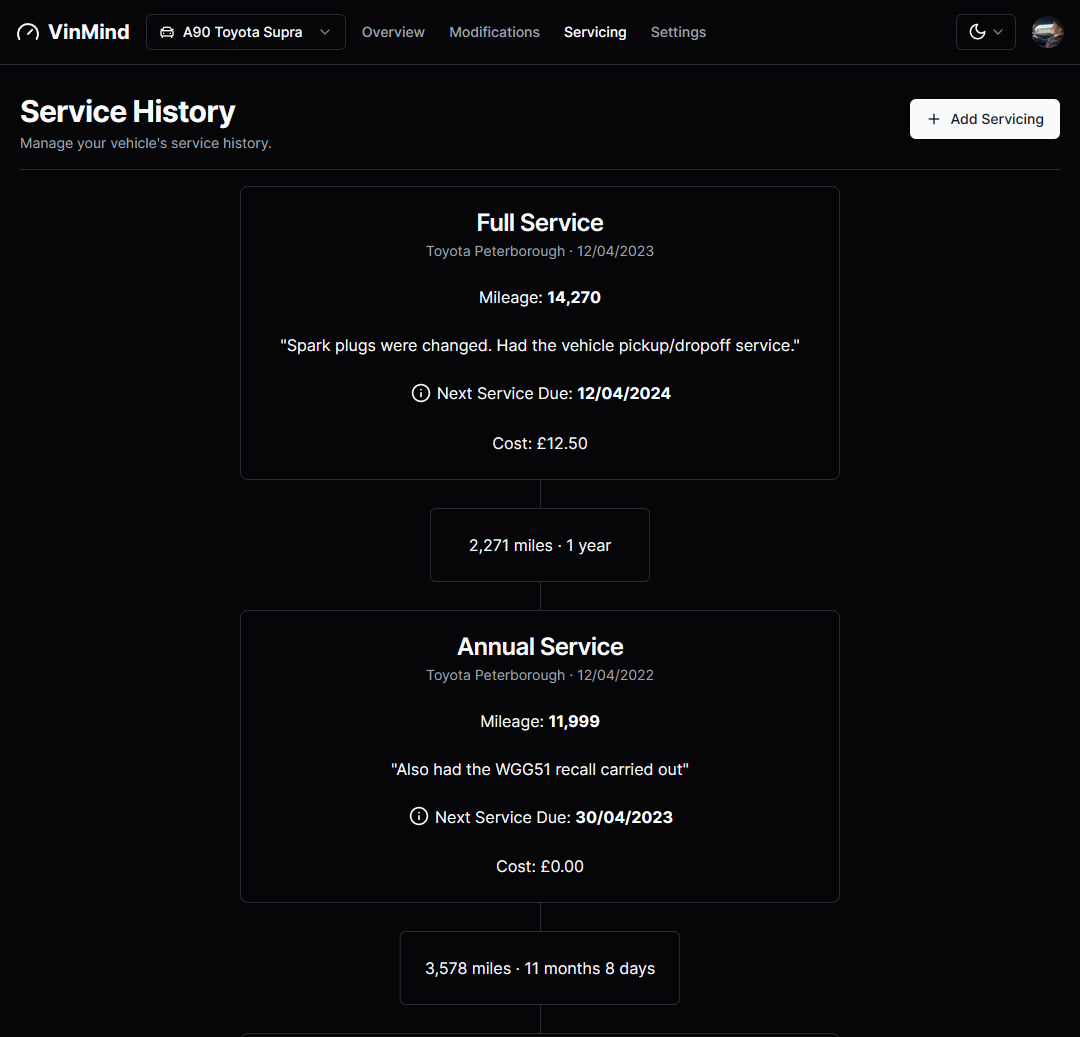 VinMind A90 Toyota Supra Overview Modifications Servicing Settings
Service History
Manage your vehicle's service history.
+ Add Servicing
Full Service
Toyota Peterborough · 12/04/2023
Mileage: 14,270
"Spark plugs were changed. Had the vehicle pickup/dropoff service."
Next Service Due: 12/04/2024
Cost: £12.50
2,271 miles · 1 year
Annual Service
Toyota Peterborough · 12/04/2022
Mileage: 11,999
"Also had the WGG51 recall carried out"
Next Service Due: 30/04/2023
Cost: £0.00
3,578 miles · 11 months 8 days